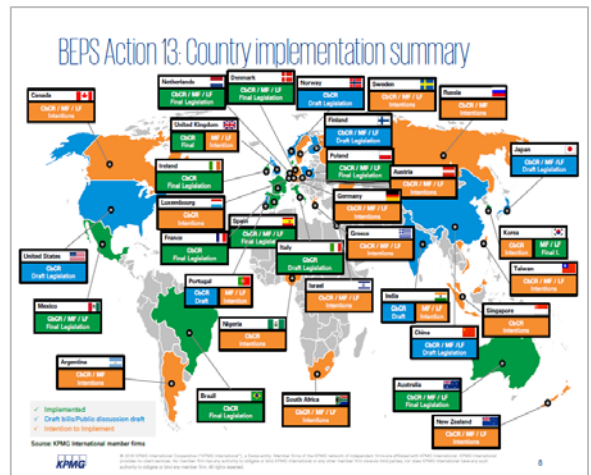 BEPS Action 13: Country implementation summary
Netherlands
CbCR / MF / LF
Final Legislation
Denmark
CbCR / MF / LF
Final Legislation
Norway
CbCR
Draft Legislation
Sweden
CbCR / MF / LF
Intentions
Russia
CbCR / MF
Intentions
Canada
CbCR / MF / LF
Intentions
United Kingdom
CbCR
Final
MF / LF
Intention
Finland
CbCR / MF / LF
Draft Legislation
Japan
CbCR / MF / LF
Draft Legislation
Ireland
CbCR
Final Legislation
Poland
CbCR / MF / LF
Final Legislation
Austria
CbCR / MF / LF
Intentions
Luxembourg
CbCR
Intentions
Germany
CbCR / MF / LF
Intentions
Spain
CbCR / MF / LF
Final Legislation
France
CbCR
Final Legislation
Greece
CbCR / MF / LF
Intentions
Korea
CbCR
Intention
MF / LF
Final L.
Italy
CbCR
Draft Legislation
Taiwan
CbCR / MF / LF
Intentions
United States
CbCR
Draft Legislation
Portugal
CbCR
Draft
MF / LF
Intention
Israel
CbCR / MF / LF
Intentions
India
CbCR
Draft
MF / LF
Intention
Singapore
CbCR
Intentions
Mexico
CbCR / MF / LF
Final Legislation
Nigeria
CbCR
Intentions
China
CbCR / MF / LF
Draft Legislation
Argentina
CbCR / MF
Intentions
Brazil
CbCR
Final Legislation
South Africa
CbCR / MF / LF
Intentions
Australia
CbCR / MF / LF
Final Legislation
New Zealand
CbCR / MF / LF
Intentions
✓ Implemented
✓ Draft bills/Public discussion draft
✓ Intention to Implement
Source: KPMG International member firms
KPMG
8